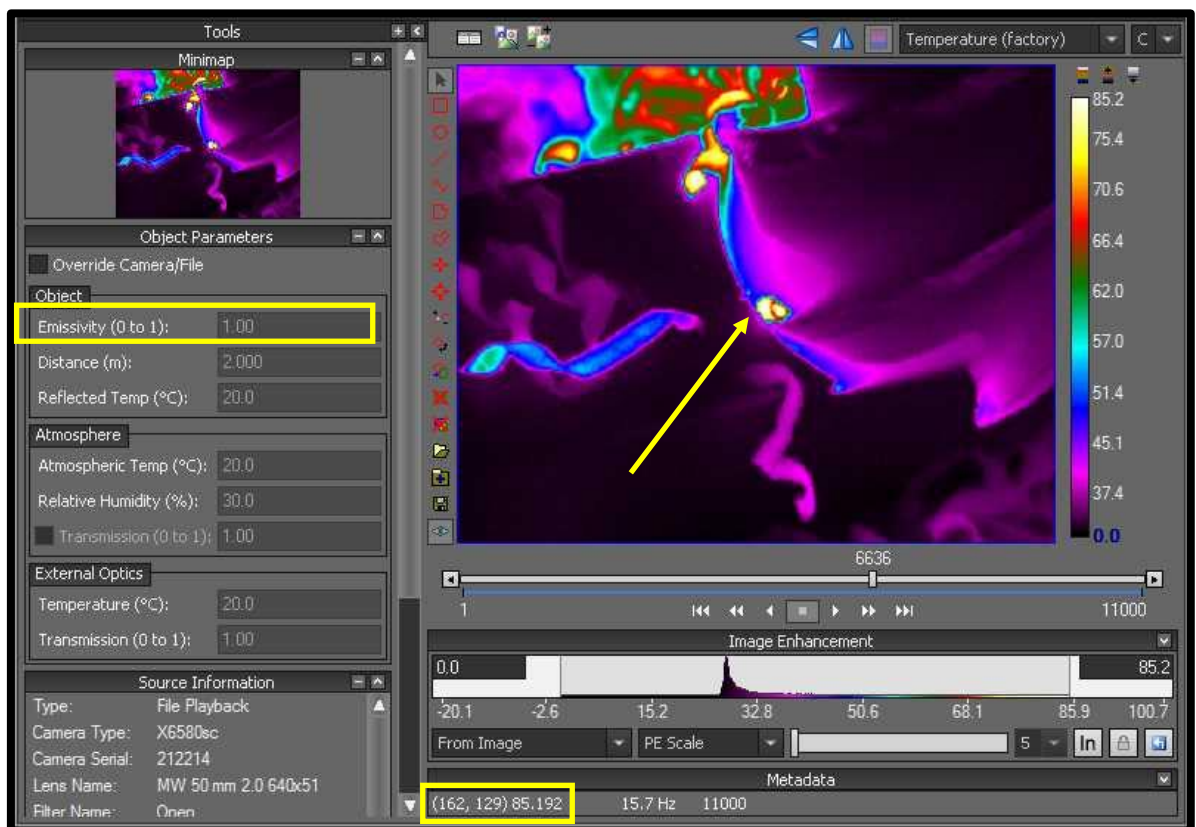 Tools
Minimap
Object Parameters
Override Camera/File
Object
Emissivity (0 to 1): 1.00
Distance (m): 2.000
Reflected Temp (ºC): 20.0
Atmosphere
Atmospheric Temp (ºC): 20.0
Relative Humidity (%): 30.0
Transmission (0 to 1): 1.00
External Optics
Temperature (ºC): 20.0
Transmission (0 to 1): 1.00
Source Information
Type: File Playback
Camera Type: X6580sc
Camera Serial: 212214
Lens Name: MW 50 mm 2.0 640x51
Filter Name: Open
Temperature (factory) C
85.2
75.4
70.6
66.4
62.0
57.0
51.4
45.1
37.4
0.0
6636
1 11000
Image Enhancement
0.0 85.2
-20.1 -2.6 15.2 32.8 50.6 68.1 85.9 100.7
From Image PE Scale 5 In
Metadata
(162, 129) 85.192 15.7 Hz 11000